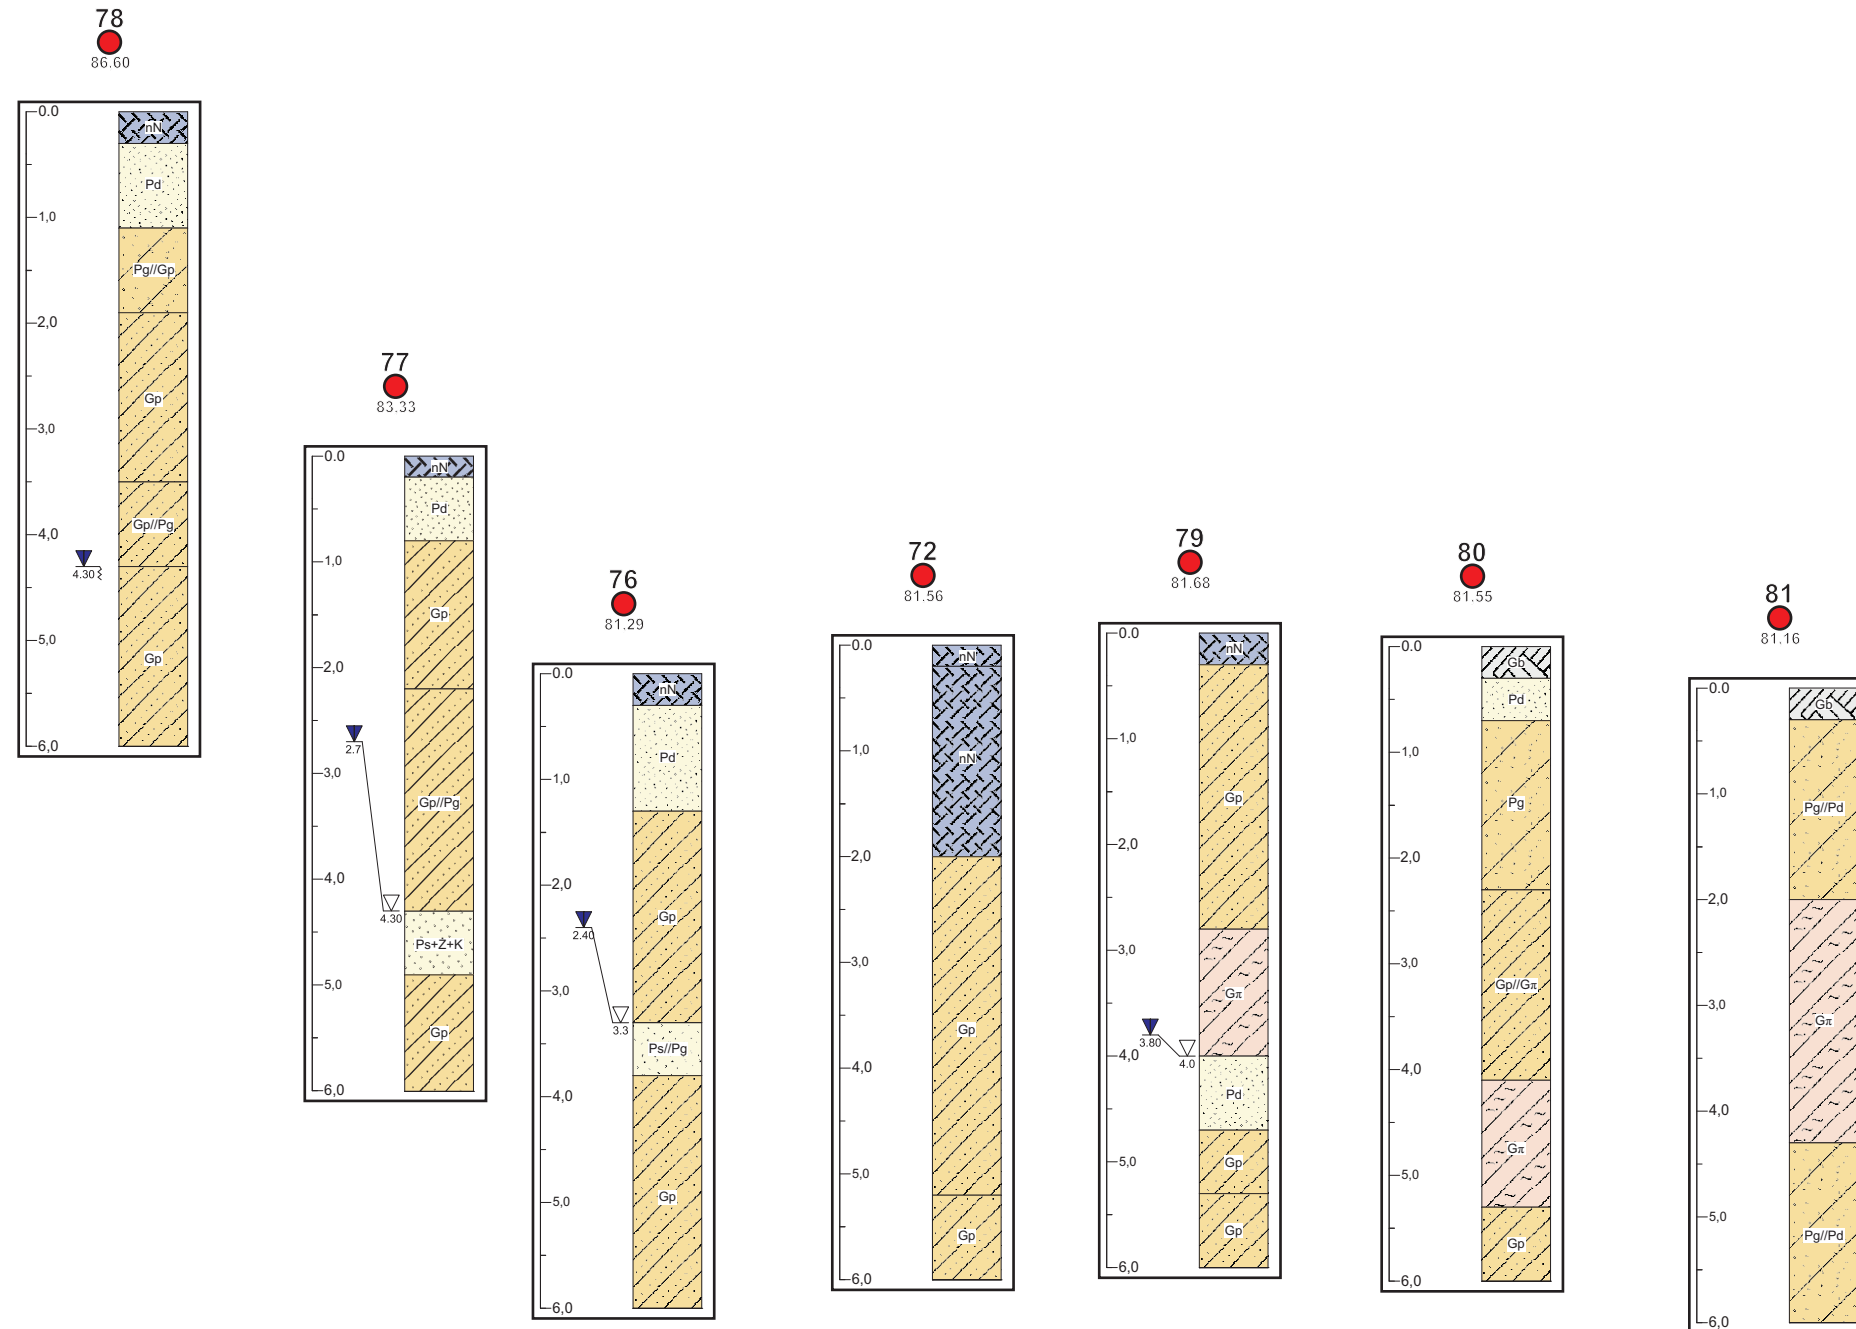 78
86.60
0.0
nN
Pd
1,0
Pg//Gp
2,0
Gp
3,0
Gp//Pg
4,0
4.30
5,0
Gp
6,0
77
83.33
0.0
nN
Pd
1,0
Gp
2,0
2.7
3,0
Gp//Pg
4,0
4.30
Ps+Ż+K
5,0
Gp
6,0
76
81.29
0.0
nN
Pd
1,0
2,0
Gp
2.40
3,0
3.3
Ps//Pg
4,0
5,0
Gp
6,0
72
81.56
0.0
nN
1,0
nN
2,0
3,0
Gp
4,0
5,0
Gp
6,0
79
81.68
0.0
nN
1,0
Gp
2,0
3,0
Gπ
3.80
4,0
4.0
Pd
5,0
Gp
Gp
6,0
80
81.55
0.0
Gb
Pd
1,0
Pg
2,0
3,0
Gp//Gπ
4,0
Gπ
5,0
Gp
6,0
81
81.16
0.0
Gb
1,0
Pg//Pd
2,0
3,0
Gπ
4,0
5,0
Pg//Pd
6,0